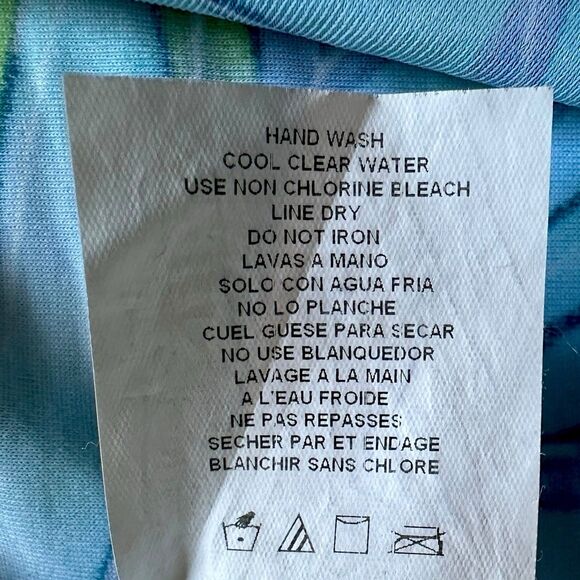 HAND WASH
COOL CLEAR WATER
USE NON CHLORINE BLEACH
LINE DRY
DO NOT IRON
LAVAS A MANO
SOLO CON AGUA FRIA
NO LO PLANCHE
CUEL GUESE PARA SECAR
NO USE BLANQUEDOR
LAVAGE A LA MAIN
A L'EAU FROIDE
NE PAS REPASSES
SECHER PAR ET ENDAGE
BLANCHIR SANS CHLORE